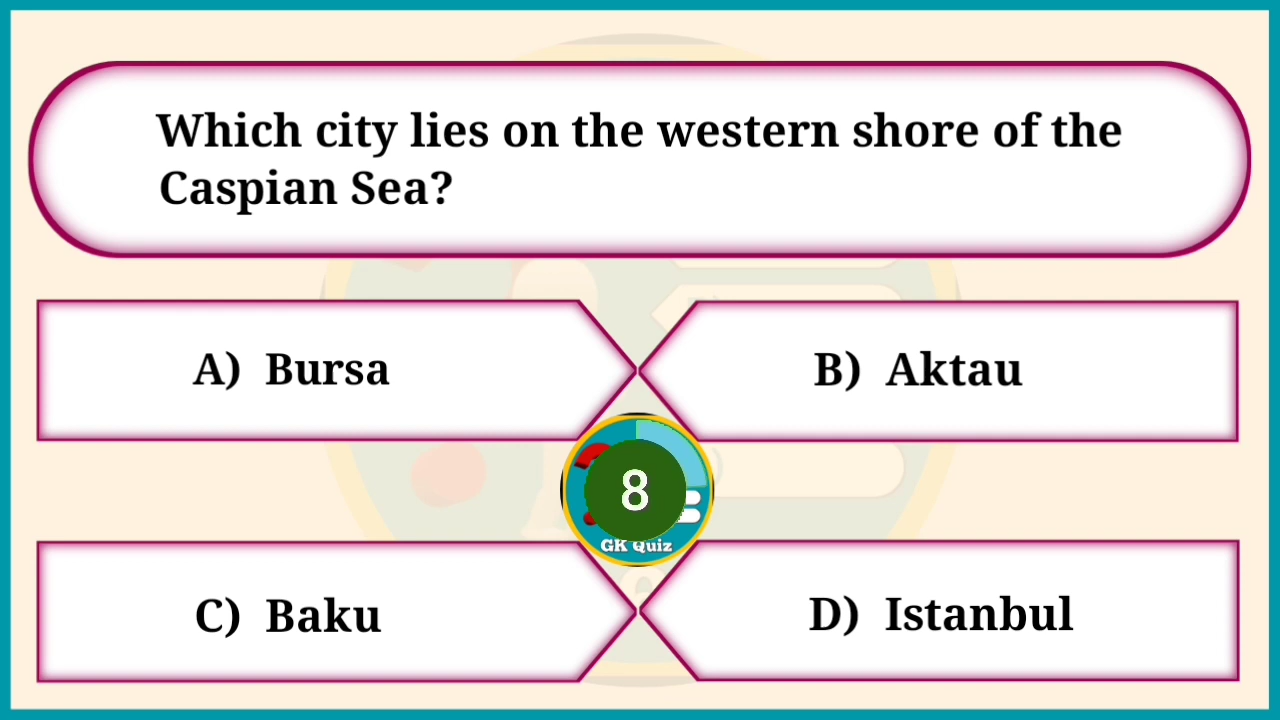 Which city lies on the western shore of the
Caspian Sea?
A) Bursa
B) Aktau
8
GK Quiz
C) Baku
D) Istanbul